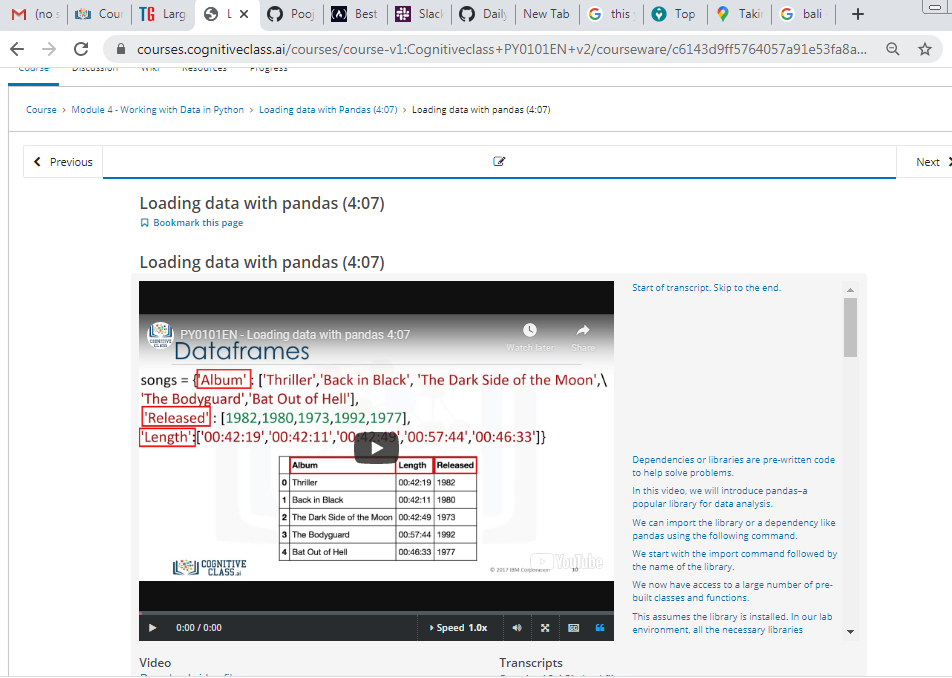 (no s
Cour
Larg
L
Pooj
Best
Slac
Daily
New Tab
this y
Top
Takir
bali
courses.cognitiveclass.ai/courses/course-v1:Cognitiveclass+PY0101EN+v2/courseware/c6143d9ff5764057a91e53fa8a...
Course Discussion Wiki Resources Progress
Course > Module 4 - Working with Data in Python > Loading data with Pandas (4:07) > Loading data with pandas (4:07)
Previous
Next
Loading data with pandas (4:07)
Bookmark this page
Loading data with pandas (4:07)
PY0101EN - Loading data with pandas 4:07
Watch later Share
Dataframes
songs = {'Album' : ['Thriller','Back in Black', 'The Dark Side of the Moon',\
'The Bodyguard','Bat Out of Hell'],
'Released' : [1982,1980,1973,1992,1977],
'Length':['00:42:19','00:42:11','00:42:49','00:57:44','00:46:33']}
Album Length Released
0 Thriller 00:42:19 1982
1 Back in Black 00:42:11 1980
2 The Dark Side of the Moon 00:42:49 1973
3 The Bodyguard 00:57:44 1992
4 Bat Out of Hell 00:46:33 1977
COGNITIVE
CLASS.ai
© 2017 IBM Corporation 10
YouTube
0:00 / 0:00
Speed 1.0x
Start of transcript. Skip to the end.
Dependencies or libraries are pre-written code
to help solve problems.
In this video, we will introduce pandas–a
popular library for data analysis.
We can import the library or a dependency like
pandas using the following command.
We start with the import command followed by
the name of the library.
We now have access to a large number of pre-
built classes and functions.
This assumes the library is installed. In our lab
environment, all the necessary libraries
Video
Transcripts